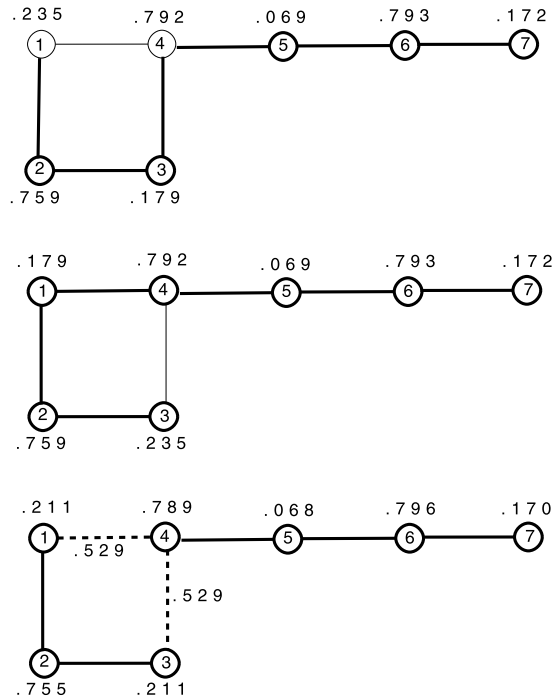 .235 .792 .069 .793 .172
1 4 5 6 7
2 3
.759 .179
.179 .792 .069 .793 .172
1 4 5 6 7
2 3
.759 .235
.211 .789 .068 .796 .170
1 4 5 6 7
.529
.529
2 3
.755 .211